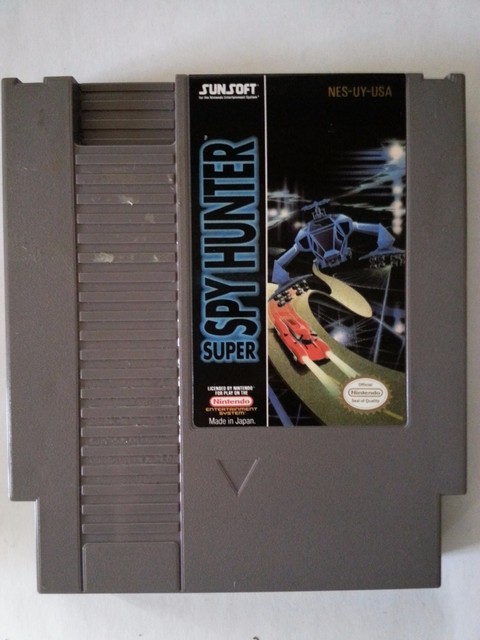 SUNSOFT
for the Nintendo Entertainment System
NES-UY-USA
SUPER SPY HUNTER
LICENSED BY NINTENDO
FOR PLAY ON THE
Nintendo
ENTERTAINMENT
SYSTEM
Made in Japan.
Official
Nintendo
Seal of Quality